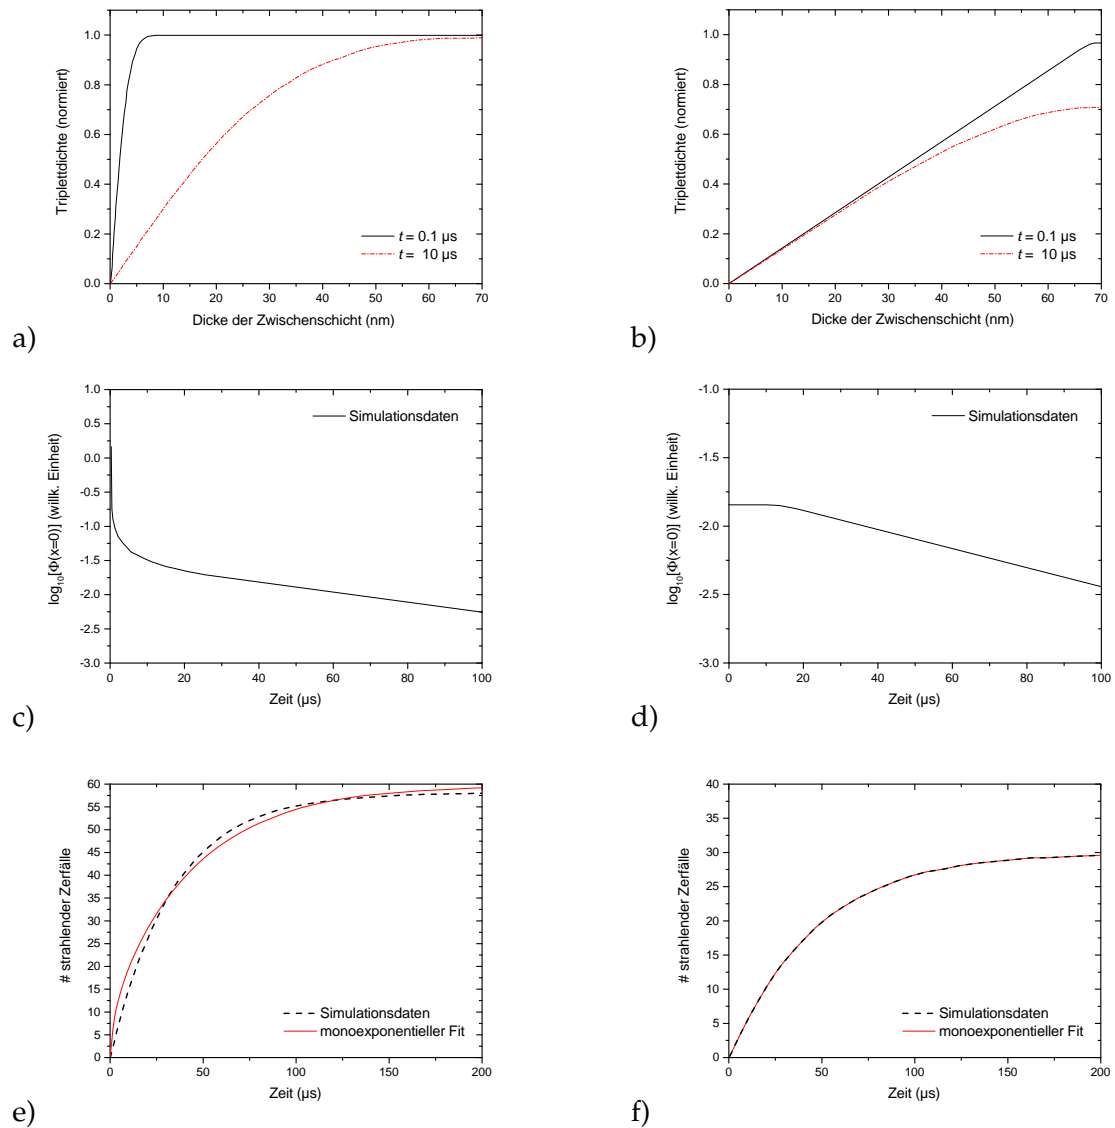 1.0
0.8
0.6
0.4
0.2
0.0
Triplettdichte (normiert)
t = 0.1 µs
t = 10 µs
0 10 20 30 40 50 60 70
Dicke der Zwischenschicht (nm)
a)
1.0
0.8
0.6
0.4
0.2
0.0
Triplettdichte (normiert)
t = 0.1 µs
t = 10 µs
0 10 20 30 40 50 60 70
Dicke der Zwischenschicht (nm)
b)
1.0
0.5
0.0
-0.5
-1.0
-1.5
-2.0
-2.5
-3.0
log10[Φ(x=0)] (willk. Einheit)
Simulationsdaten
0 20 40 60 80 100
Zeit (µs)
c)
-1.0
-1.5
-2.0
-2.5
-3.0
log10[Φ(x=0)] (willk. Einheit)
Simulationsdaten
0 20 40 60 80 100
Zeit (µs)
d)
60
55
50
45
40
35
30
25
20
15
10
5
0
# strahlender Zerfälle
Simulationsdaten
monoexponentieller Fit
0 50 100 150 200
Zeit (µs)
e)
40
35
30
25
20
15
10
5
0
# strahlender Zerfälle
Simulationsdaten
monoexponentieller Fit
0 50 100 150 200
Zeit (µs)
f)